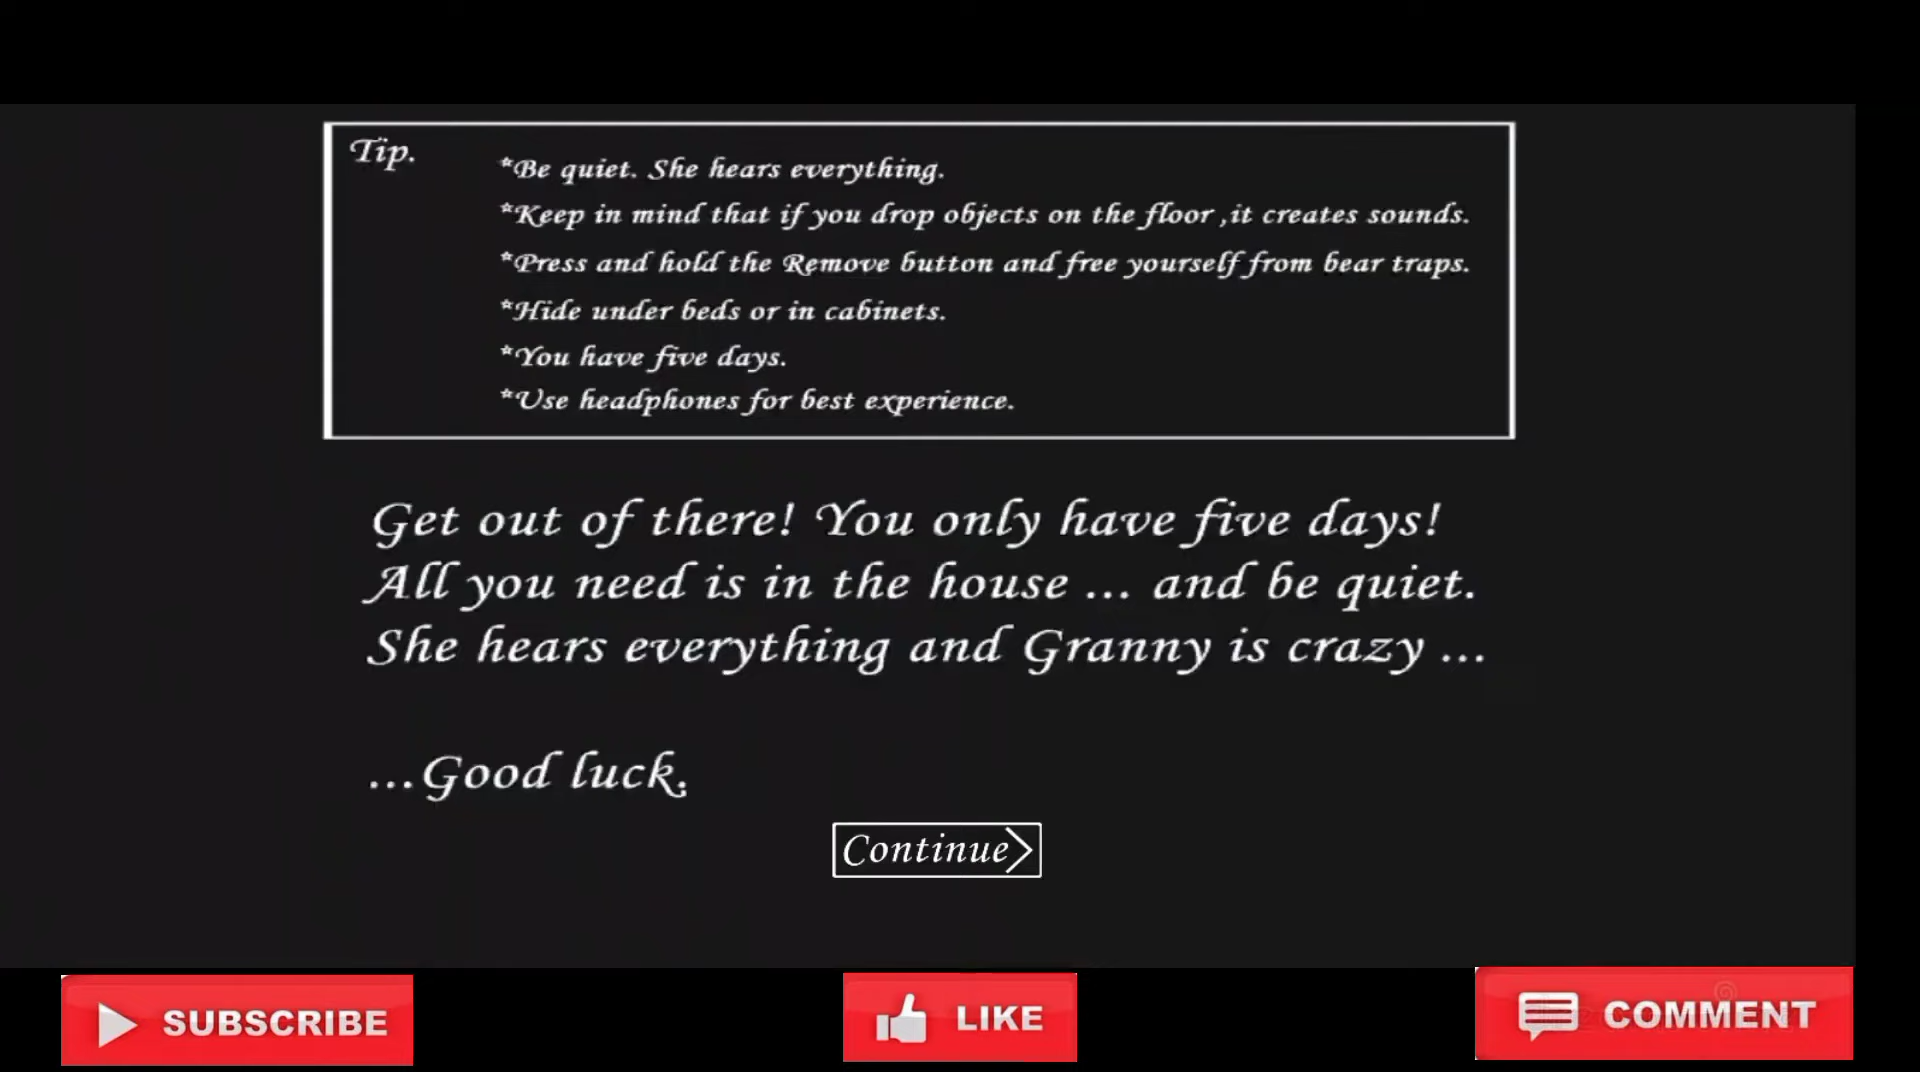 Tip.
*Be quiet. She hears everything.
*Keep in mind that if you drop objects on the floor ,it creates sounds.
*Press and hold the Remove button and free yourself from bear traps.
*Hide under beds or in cabinets.
*You have five days.
*Use headphones for best experience.
Get out of there! You only have five days!
All you need is in the house ... and be quiet.
She hears everything and Granny is crazy ...
...Good luck.
Continue
SUBSCRIBE
LIKE
COMMENT